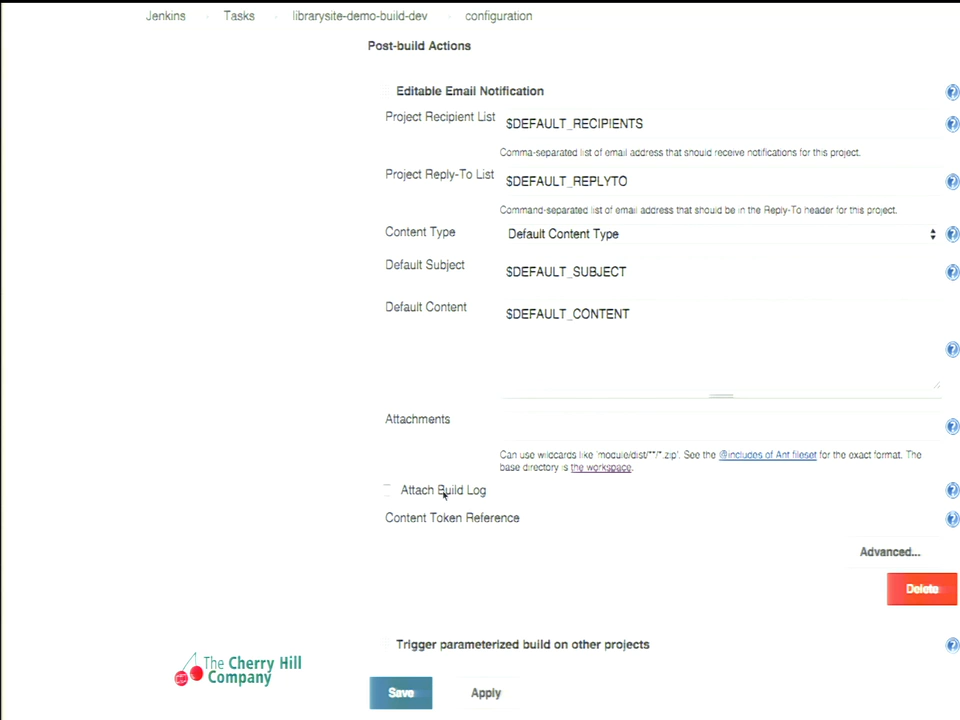 Jenkins Tasks librarysite-demo-build-dev configuration
Post-build Actions
Editable Email Notification
Project Recipient List $DEFAULT_RECIPIENTS
Comma-separated list of email address that should receive notifications for this project.
Project Reply-To List $DEFAULT_REPLYTO
Command-separated list of email address that should be in the Reply-To header for this project.
Content Type Default Content Type
Default Subject $DEFAULT_SUBJECT
Default Content $DEFAULT_CONTENT
Attachments
Can use wildcards like 'module/dist/**/*.zip'. See the @includes of Ant fileset for the exact format. The
base directory is the workspace.
Attach Build Log
Content Token Reference
Advanced...
Delete
Trigger parameterized build on other projects
The Cherry Hill
Company
Save Apply